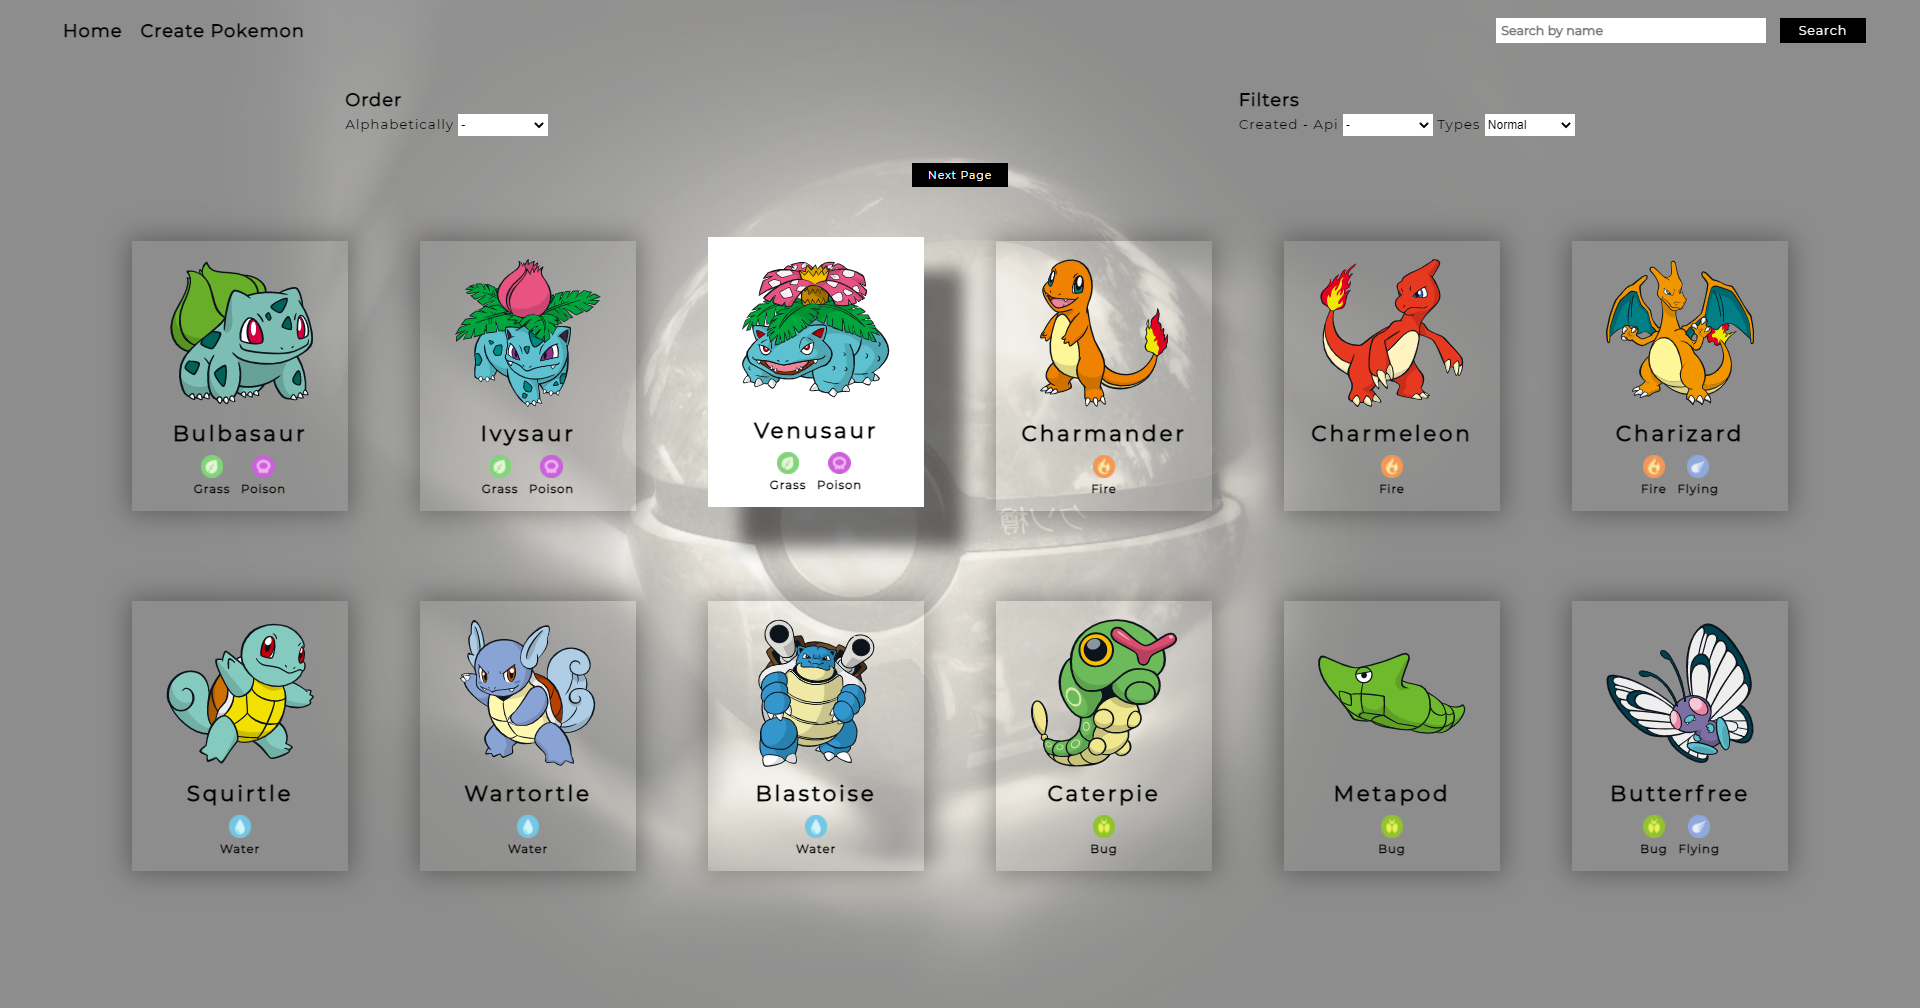 Home Create Pokemon
Search by name Search
Order
Alphabetically -
Filters
Created - Api - Types Normal
Next Page
Bulbasaur
Grass Poison
Ivysaur
Grass Poison
Venusaur
Grass Poison
Charmander
Fire
Charmeleon
Fire
Charizard
Fire Flying
Squirtle
Water
Wartortle
Water
Blastoise
Water
Caterpie
Bug
Metapod
Bug
Butterfree
Bug Flying